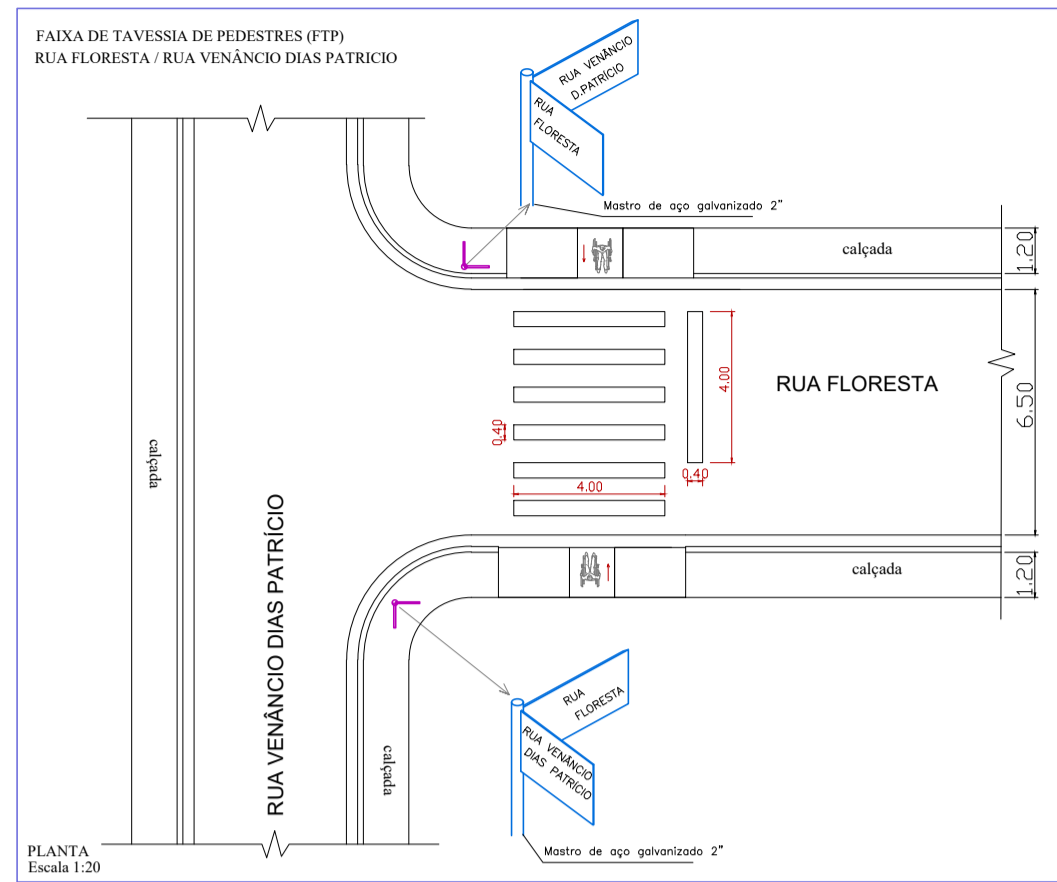 FAIXA DE TAVESSIA DE PEDESTRES (FTP)
RUA FLORESTA / RUA VENÂNCIO DIAS PATRICIO
RUA VENÂNCIO
D.PATRÍCIO
RUA
FLORESTA
Mastro de aço galvanizado 2"
calçada
1.20
RUA FLORESTA
4.00
6.50
0.40
0.40
4.00
calçada
RUA VENÂNCIO DIAS PATRÍCIO
calçada
1.20
RUA
FLORESTA
RUA VENÂNCIO
DIAS PATRÍCIO
calçada
Mastro de aço galvanizado 2"
PLANTA
Escala 1:20